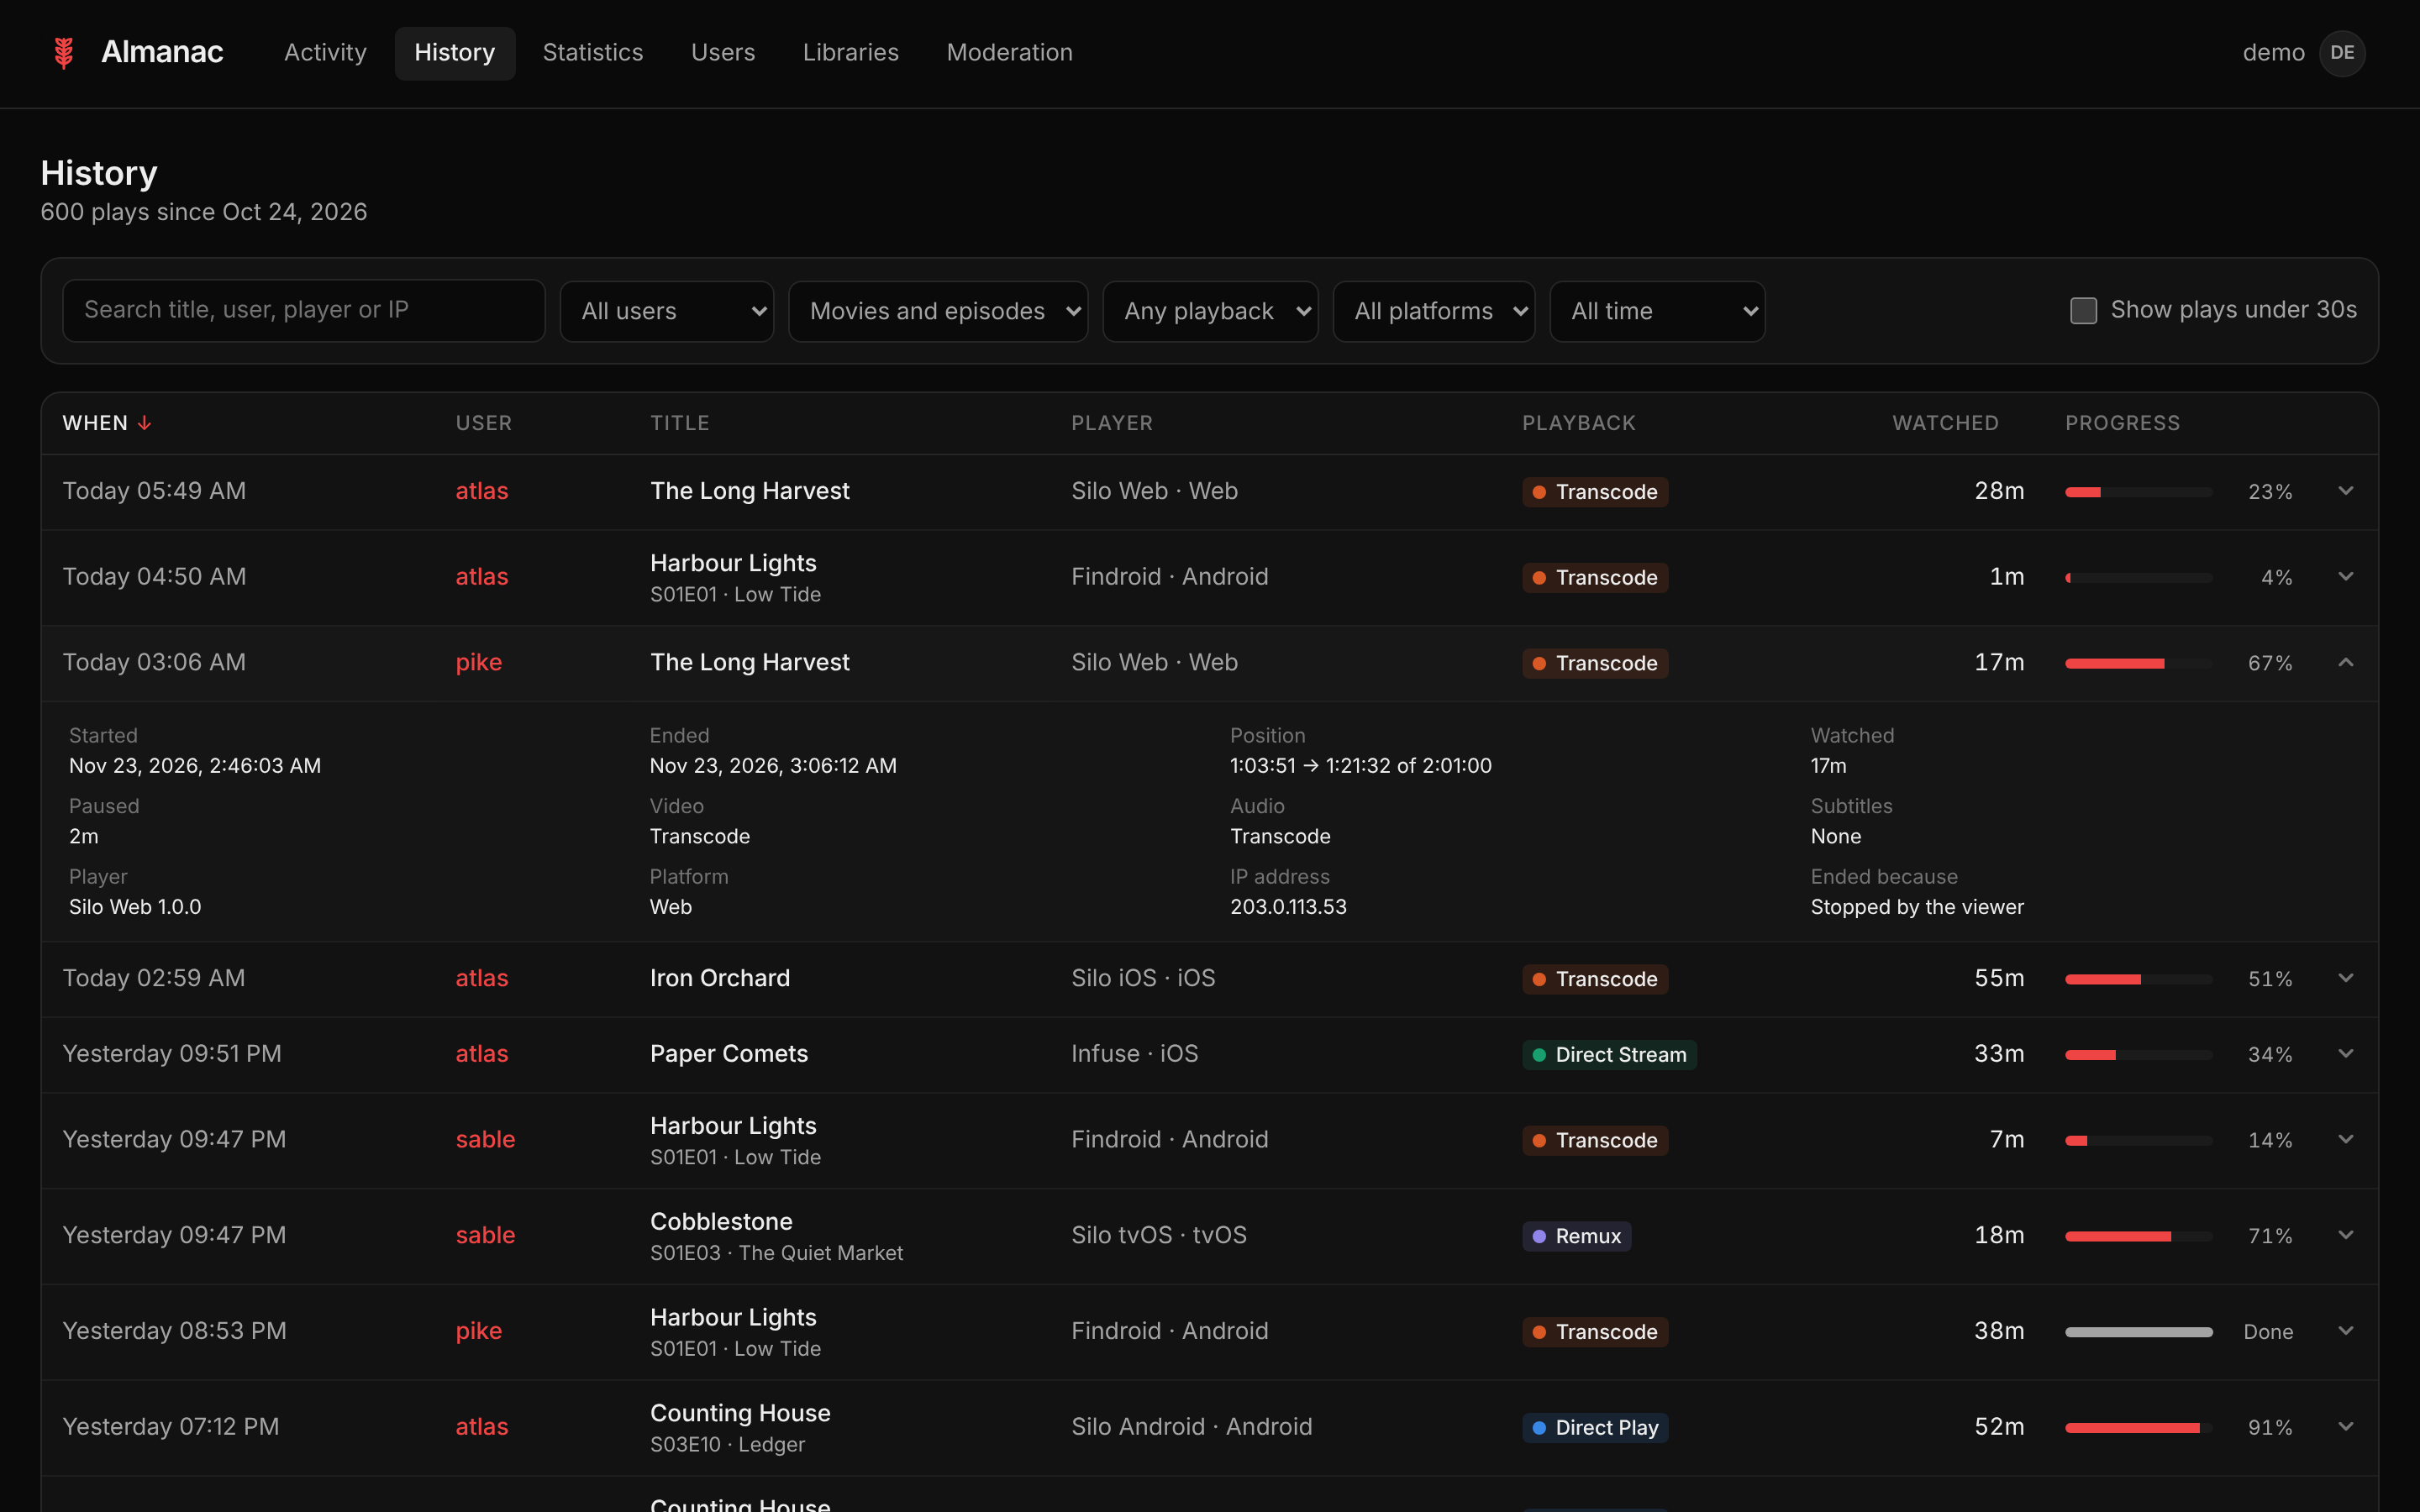 Almanac Activity History Statistics Users Libraries Moderation demo DE
History
600 plays since Oct 24, 2026
Search title, user, player or IP All users Movies and episodes Any playback All platforms All time Show plays under 30s
WHEN ↓ USER TITLE PLAYER PLAYBACK WATCHED PROGRESS
Today 05:49 AM atlas The Long Harvest Silo Web · Web Transcode 28m 23%
Today 04:50 AM atlas Harbour Lights Findroid · Android Transcode 1m 4%
S01E01 · Low Tide
Today 03:06 AM pike The Long Harvest Silo Web · Web Transcode 17m 67%
Started Ended Position Watched
Nov 23, 2026, 2:46:03 AM Nov 23, 2026, 3:06:12 AM 1:03:51 → 1:21:32 of 2:01:00 17m
Paused Video Audio Subtitles
2m Transcode Transcode None
Player Platform IP address Ended because
Silo Web 1.0.0 Web 203.0.113.53 Stopped by the viewer
Today 02:59 AM atlas Iron Orchard Silo iOS · iOS Transcode 55m 51%
Yesterday 09:51 PM atlas Paper Comets Infuse · iOS Direct Stream 33m 34%
Yesterday 09:47 PM sable Harbour Lights Findroid · Android Transcode 7m 14%
S01E01 · Low Tide
Yesterday 09:47 PM sable Cobblestone Silo tvOS · tvOS Remux 18m 71%
S01E03 · The Quiet Market
Yesterday 08:53 PM pike Harbour Lights Findroid · Android Transcode 38m Done
S01E01 · Low Tide
Yesterday 07:12 PM atlas Counting House Silo Android · Android Direct Play 52m 91%
S03E10 · Ledger
Counting House